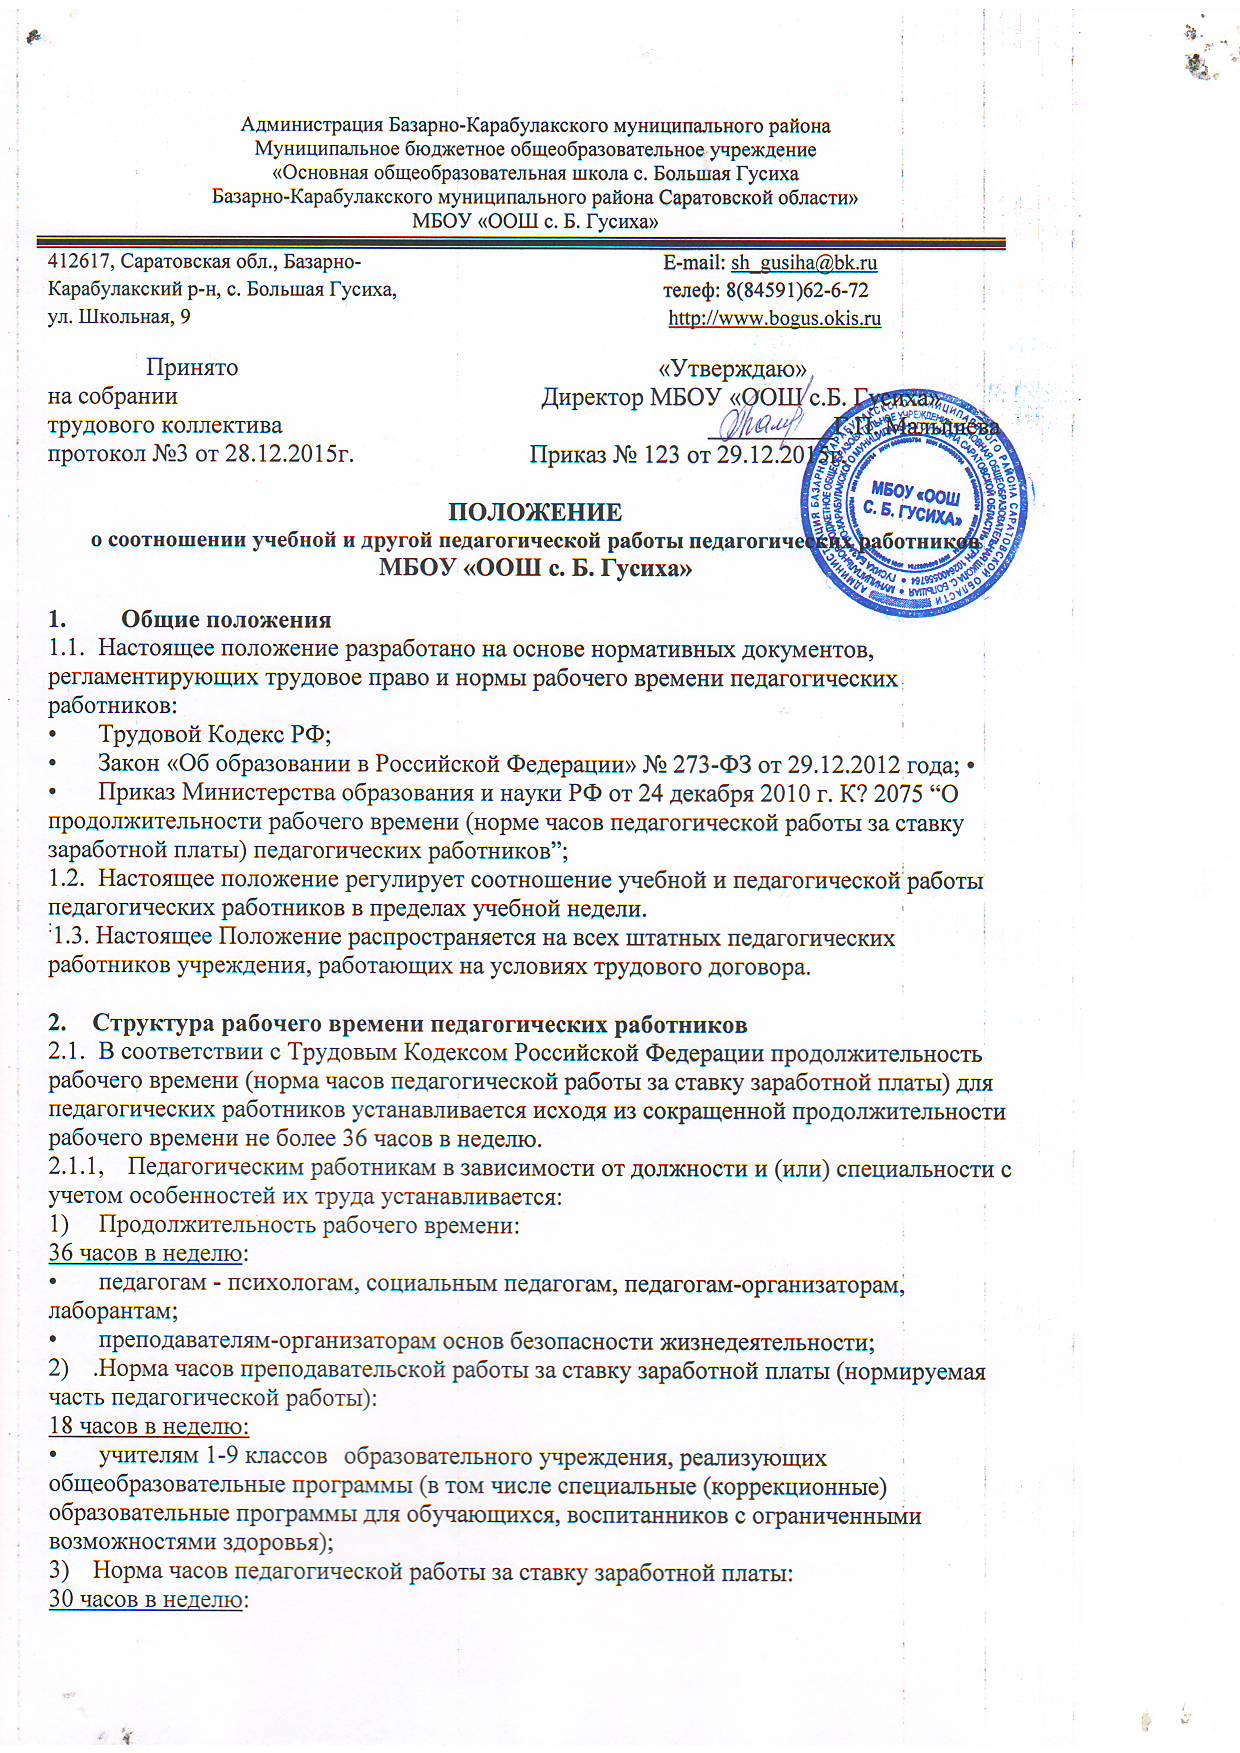 Администрация Базарно-Карабулакского муниципального района
Муниципальное бюджетное общеобразовательное учреждение
«Основная общеобразовательная школа с. Большая Гусиха
Базарно-Карабулакского муниципального района Саратовской области»
МБОУ «ООШ с. Б. Гусиха»
412617, Саратовская обл., Базарно-
Карабулакский р-н, с. Большая Гусиха,
ул. Школьная, 9
E-mail: sh_gusiha@bk.ru
телеф: 8(84591)62-6-72
http://www.bogus.okis.ru
Принято
на собрании
трудового коллектива
протокол №3 от 28.12.2015г.
«Утверждаю»
Директор МБОУ «ООШ с.Б. Гусиха»
__________Г.П. Малышева
Приказ № 123 от 29.12.2015г.
МБОУ «ООШ
С. Б. ГУСИХА»
ПОЛОЖЕНИЕ
о соотношении учебной и другой педагогической работы педагогических работников
МБОУ «ООШ с. Б. Гусиха»
1. Общие положения
1.1. Настоящее положение разработано на основе нормативных документов,
регламентирующих трудовое право и нормы рабочего времени педагогических
работников:
• Трудовой Кодекс РФ;
• Закон «Об образовании в Российской Федерации» № 273-ФЗ от 29.12.2012 года; •
• Приказ Министерства образования и науки РФ от 24 декабря 2010 г. К? 2075 “О
продолжительности рабочего времени (норме часов педагогической работы за ставку
заработной платы) педагогических работников”;
1.2. Настоящее положение регулирует соотношение учебной и педагогической работы
педагогических работников в пределах учебной недели.
1.3. Настоящее Положение распространяется на всех штатных педагогических
работников учреждения, работающих на условиях трудового договора.
2. Структура рабочего времени педагогических работников
2.1. В соответствии с Трудовым Кодексом Российской Федерации продолжительность
рабочего времени (норма часов педагогической работы за ставку заработной платы) для
педагогических работников устанавливается исходя из сокращенной продолжительности
рабочего времени не более 36 часов в неделю.
2.1.1, Педагогическим работникам в зависимости от должности и (или) специальности с
учетом особенностей их труда устанавливается:
1) Продолжительность рабочего времени:
36 часов в неделю:
• педагогам - психологам, социальным педагогам, педагогам-организаторам,
лаборантам;
• преподавателям-организаторам основ безопасности жизнедеятельности;
2) .Норма часов преподавательской работы за ставку заработной платы (нормируемая
часть педагогической работы):
18 часов в неделю:
• учителям 1-9 классов образовательного учреждения, реализующих
общеобразовательные программы (в том числе специальные (коррекционные)
образовательные программы для обучающихся, воспитанников с ограниченными
возможностями здоровья);
3) Норма часов педагогической работы за ставку заработной платы:
30 часов в неделю: